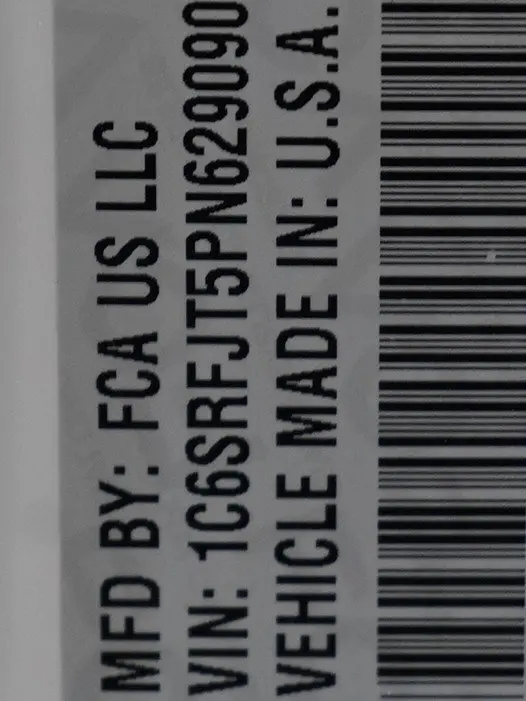 MFD BY: FCA US LLC
VIN: 1C6SRFJT5PN629090
VEHICLE MADE IN: U.S.A.